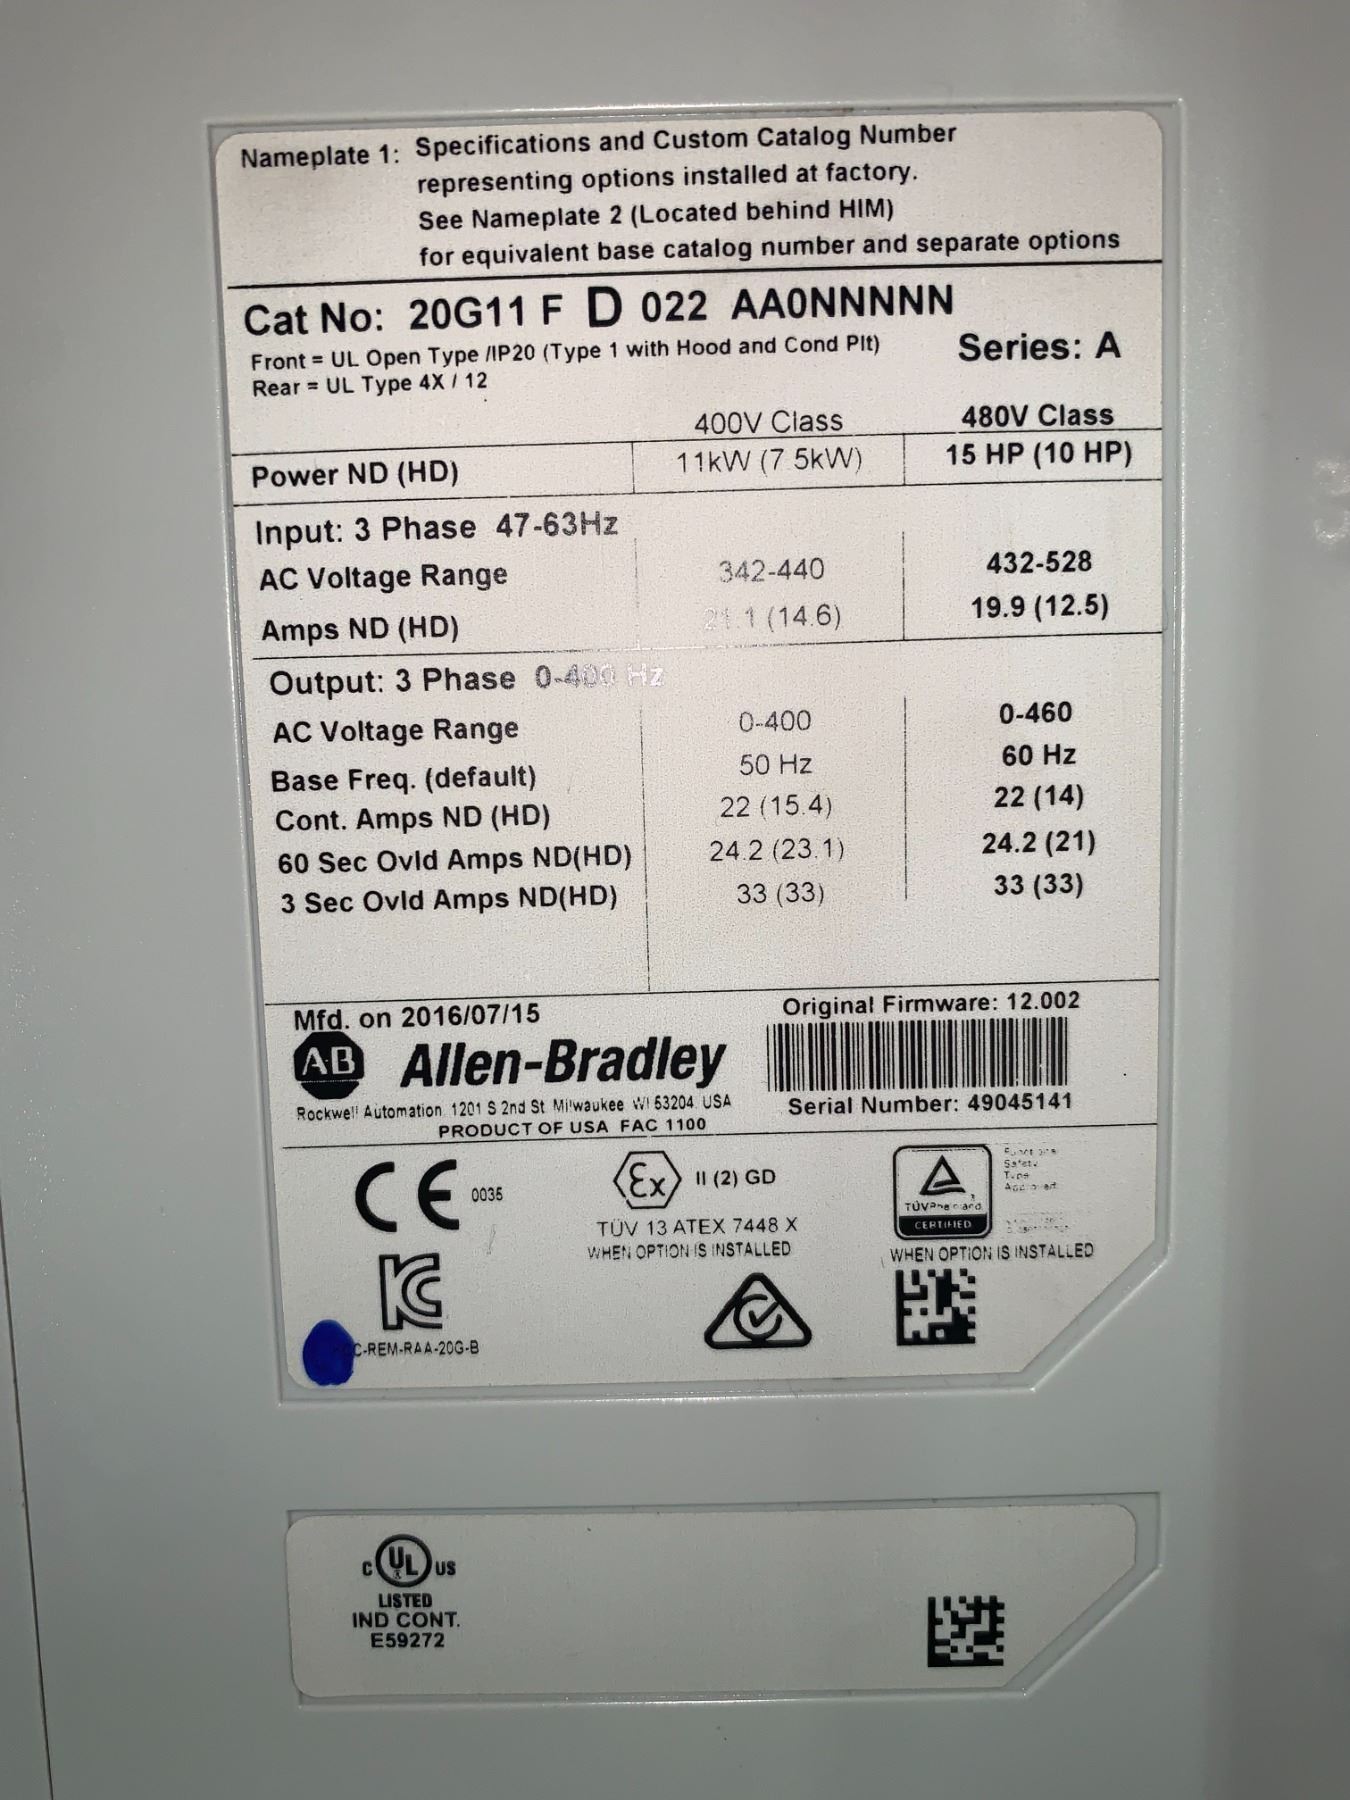 Nameplate 1: Specifications and Custom Catalog Number
representing options installed at factory.
See Nameplate 2 (Located behind HIM)
for equivalent base catalog number and separate options
Cat No: 20G11 F D 022 AA0NNNNN
Front = UL Open Type /IP20 (Type 1 with Hood and Cond Plt) Series: A
Rear = UL Type 4X / 12
400V Class 480V Class
Power ND (HD) 11kW (7.5kW) 15 HP (10 HP)
Input: 3 Phase 47-63Hz
AC Voltage Range 342-440 432-528
Amps ND (HD) 21.1 (14.6) 19.9 (12.5)
Output: 3 Phase 0-400 Hz
AC Voltage Range 0-400 0-460
Base Freq. (default) 50 Hz 60 Hz
Cont. Amps ND (HD) 22 (15.4) 22 (14)
60 Sec Ovld Amps ND(HD) 24.2 (23.1) 24.2 (21)
3 Sec Ovld Amps ND(HD) 33 (33) 33 (33)
Mfd. on 2016/07/15 Original Firmware: 12.002
AB Allen-Bradley
Rockwell Automation 1201 S 2nd St Milwaukee WI 53204 USA Serial Number: 49045141
PRODUCT OF USA FAC 1100
CE 0035 Ex II (2) GD
Safety
Type
Approved
TÜVRheinland
CERTIFIED
TÜV 13 ATEX 7448 X
WHEN OPTION IS INSTALLED WHEN OPTION IS INSTALLED
C-REM-RAA-20G-B
C UL US
LISTED
IND CONT.
E59272